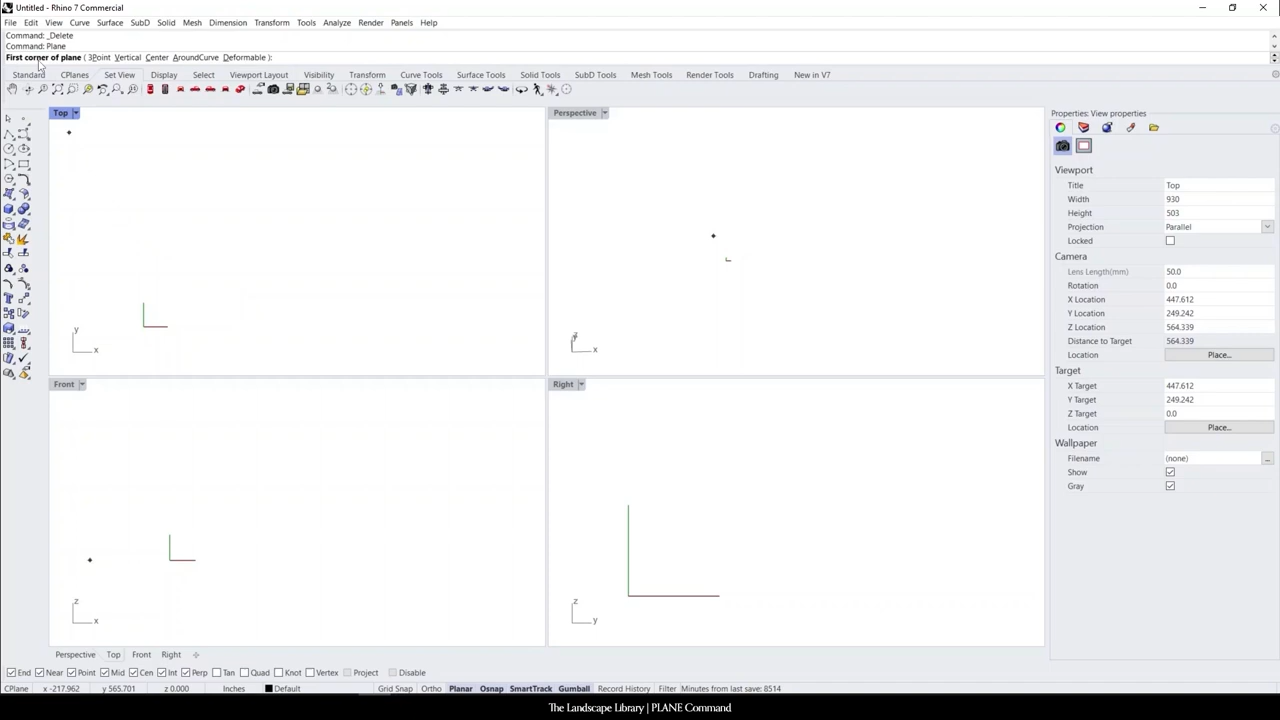 Untitled - Rhino 7 Commercial
File Edit View Curve Surface SubD Solid Mesh Dimension Transform Tools Analyze Render Panels Help
Command: _Delete
Command: Plane
First corner of plane ( 3Point Vertical Center AroundCurve Deformable ):
Standard CPlanes Set View Display Select Viewport Layout Visibility Transform Curve Tools Surface Tools Solid Tools SubD Tools Mesh Tools Render Tools Drafting New in V7
Top Perspective Properties: View properties
Viewport
Title Top
Width 930
Height 503
Projection Parallel
Locked
Camera
Lens Length(mm) 50.0
Rotation 0.0
X Location 447.612
Y Location 249.242
Z Location 564.339
Distance to Target 564.339
Location Place...
Target
X Target 447.612
Y Target 249.242
Z Target 0.0
Location Place...
Wallpaper
Filename (none) ...
Show
Gray
y
x
z
y
x
Front Right
z
x
z
y
Perspective Top Front Right
End Near Point Mid Cen Int Perp Tan Quad Knot Vertex Project Disable
CPlane x -217.962 y 565.701 z 0.000 Inches Default Grid Snap Ortho Planar Osnap SmartTrack Gumball Record History Filter Minutes from last save: 8514
The Landscape Library | PLANE Command